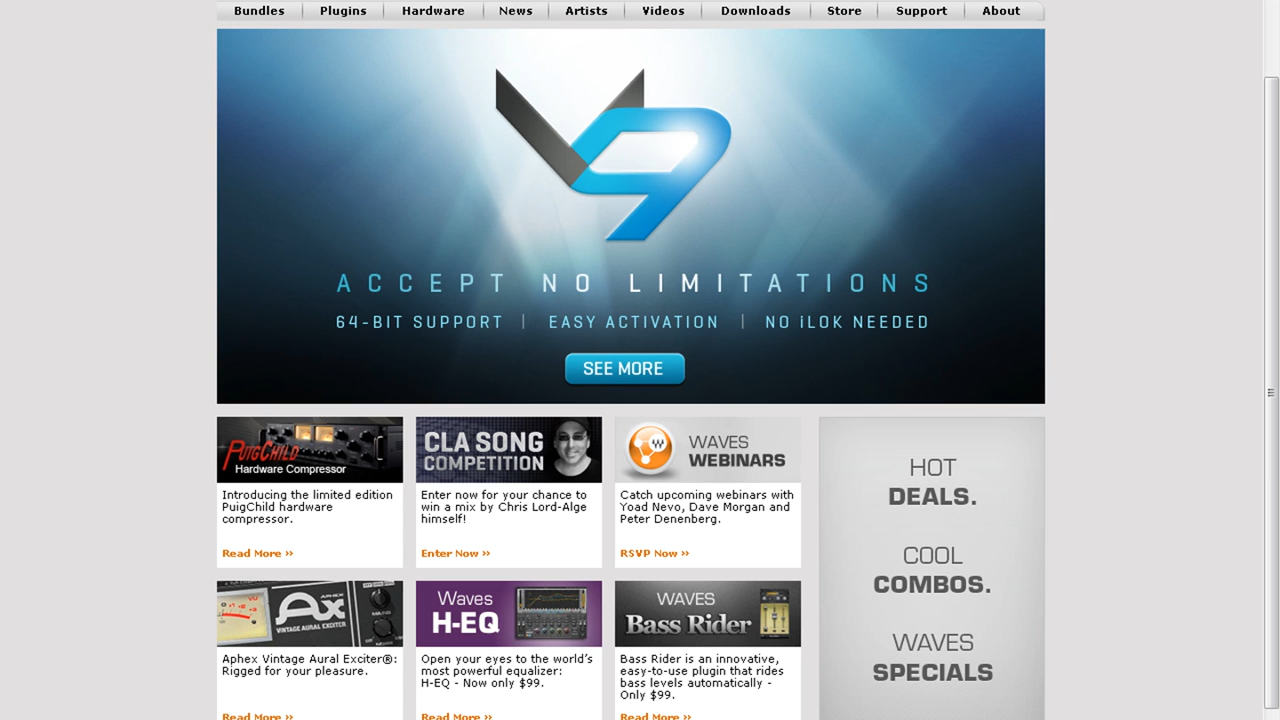 Bundles Plugins Hardware News Artists Videos Downloads Store Support About
V9
ACCEPT NO LIMITATIONS
64-BIT SUPPORT | EASY ACTIVATION | NO iLOK NEEDED
SEE MORE
PUIGCHILD
Hardware Compressor
Introducing the limited edition
PuigChild hardware
compressor.
Read More »
CLA SONG
COMPETITION
Enter now for your chance to
win a mix by Chris Lord-Alge
himself!
Enter Now »
WAVES
WEBINARS
Catch upcoming webinars with
Yoad Nevo, Dave Morgan and
Peter Denenberg.
RSVP Now »
HOT
DEALS.
COOL
COMBOS.
WAVES
SPECIALS
APHEX
Ax
VINTAGE AURAL EXCITER
Aphex Vintage Aural Exciter®:
Rigged for your pleasure.
Read More »
Waves
H-EQ
Open your eyes to the world's
most powerful equalizer:
H-EQ - Now only $99.
Read More »
WAVES
Bass Rider
Bass Rider is an innovative,
easy-to-use plugin that rides
bass levels automatically -
Only $99.
Read More »